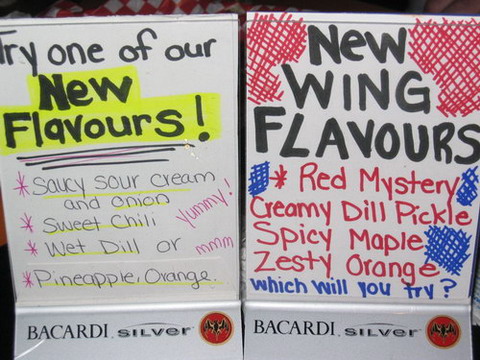 Try one of our
New
Flavours!
* Saucy Sour Cream
and onion
* Sweet Chili
Yummy!
* Wet Dill or
mmm
* Pineapple, Orange.
BACARDI SILVER
New
WING
FLAVOURS
* Red Mystery
Creamy Dill Pickle
Spicy Maple
Zesty Orange
which will you try?
BACARDI SILVER